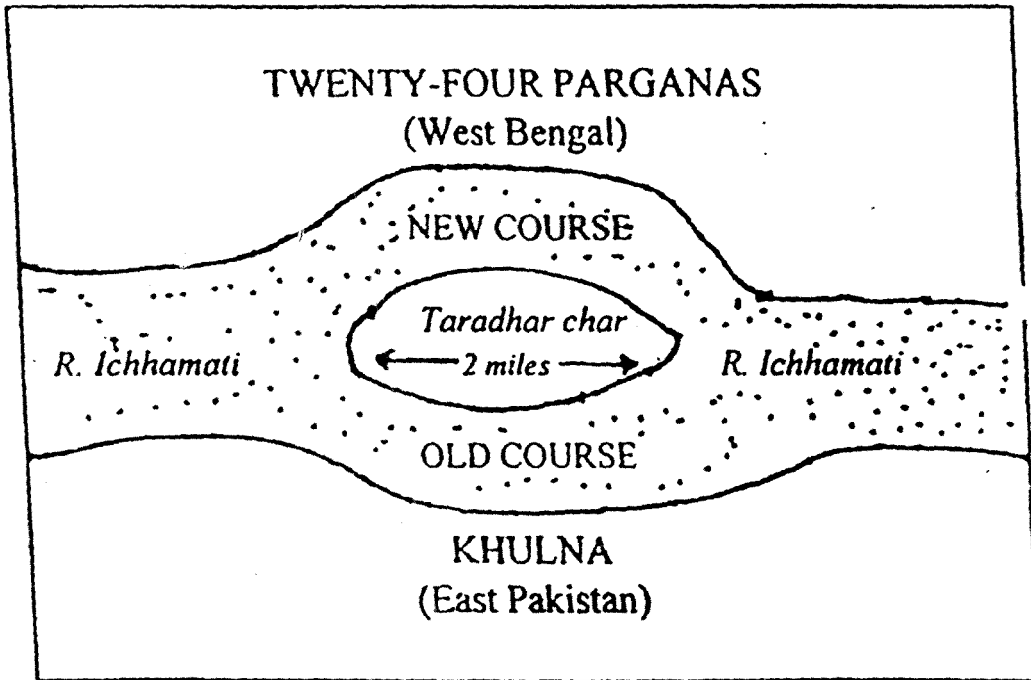 TWENTY-FOUR PARGANAS
(West Bengal)
NEW COURSE
Taradhar char
2 miles
R. Ichhamati
R. Ichhamati
OLD COURSE
KHULNA
(East Pakistan)